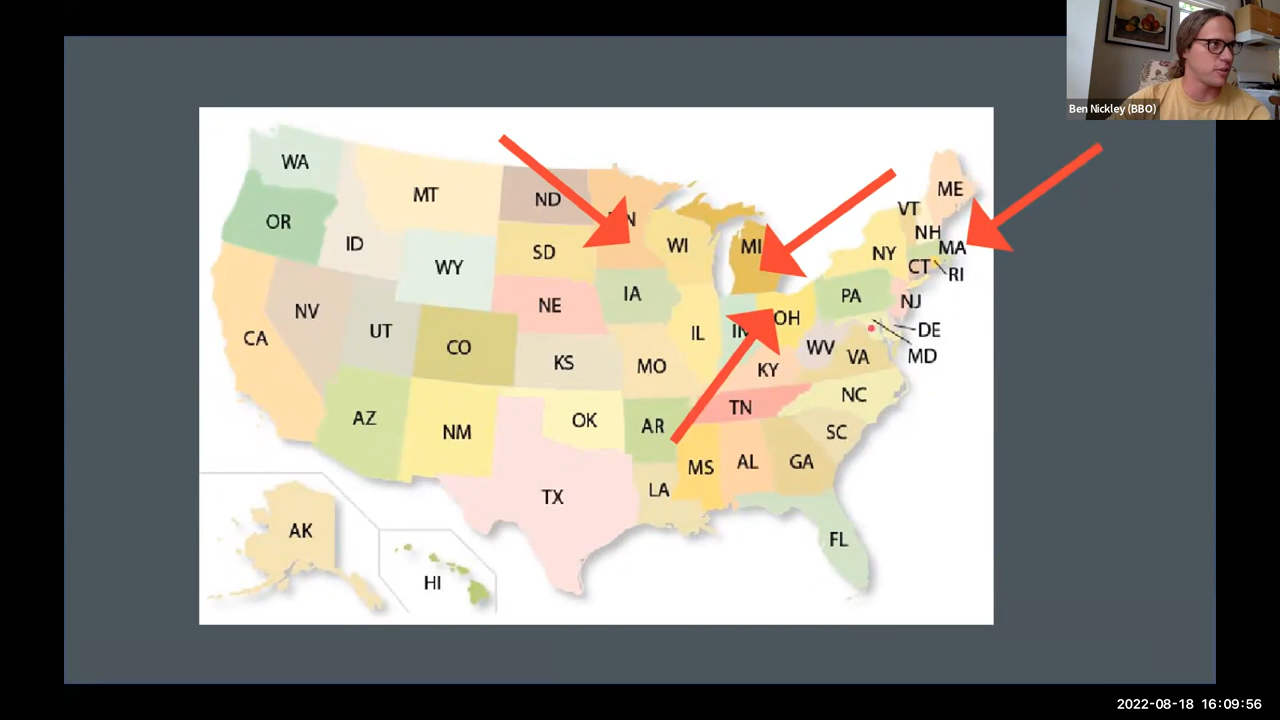 Ben Nickley (BBO)
WA
ME
MT
VT
ND
OR
NH
ID
WI
MI
MA
NY
SD
WY
CT
RI
IA
PA
NJ
NE
NV
OH
UT
IL
DE
CA
CO
WV
VA
MD
KS
MO
KY
NC
TN
AZ
OK
AR
NM
SC
MS
AL
GA
LA
TX
AK
FL
HI
2022-08-18 16:09:56